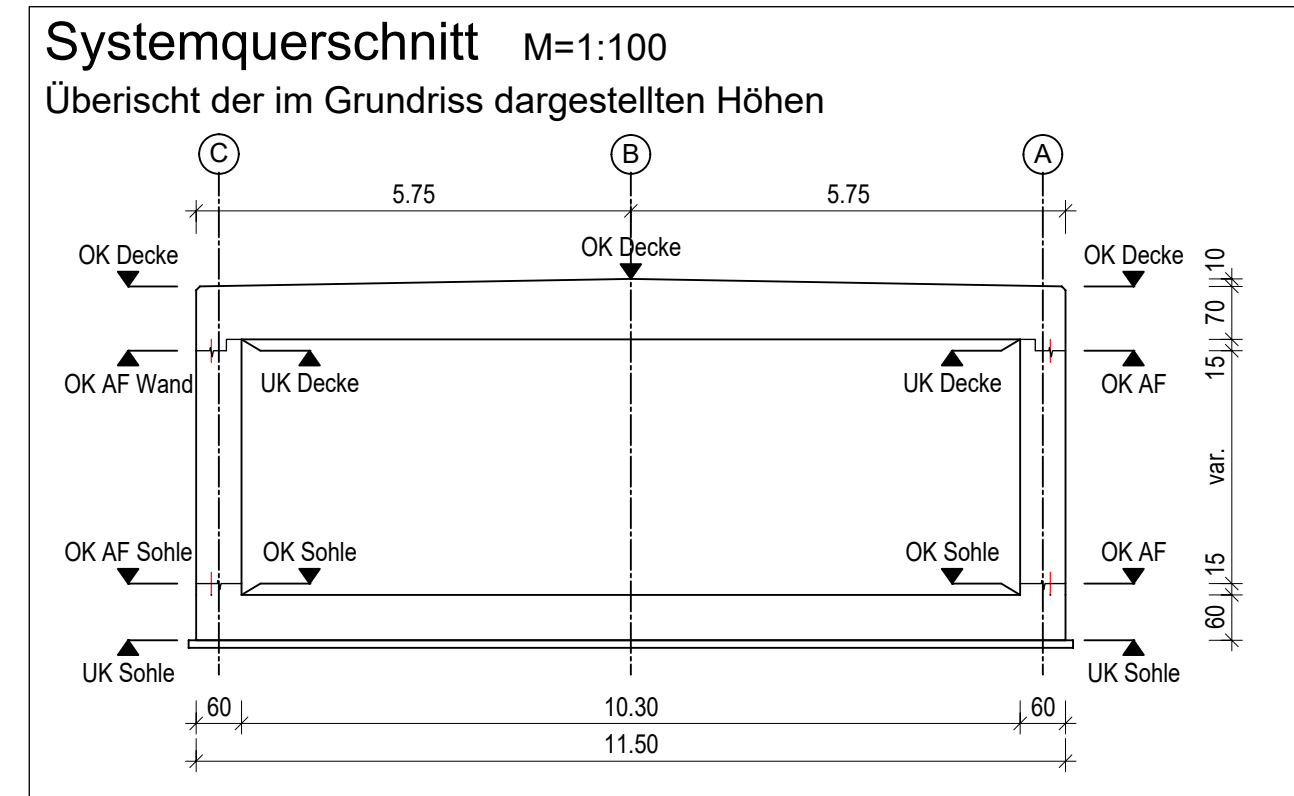 Systemquerschnitt M=1:100
Überischt der im Grundriss dargestellten Höhen
C B A
5.75 5.75
OK Decke OK Decke OK Decke 10
70
OK AF Wand UK Decke UK Decke OK AF 15
var.
OK AF Sohle OK Sohle OK Sohle OK AF 15
60
UK Sohle UK Sohle
60 10.30 60
11.50